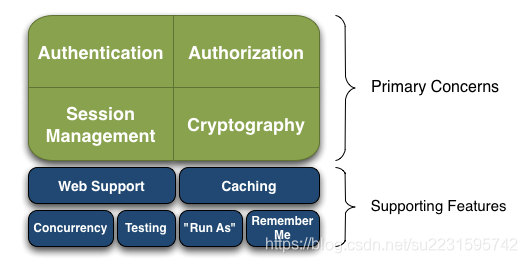 Authentication
Authorization
Session
Management
Cryptography
Primary Concerns
Web Support
Caching
Concurrency
Testing
"Run As"
Remember
Me
Supporting Features
https://blog.csdn.net/su2231595742